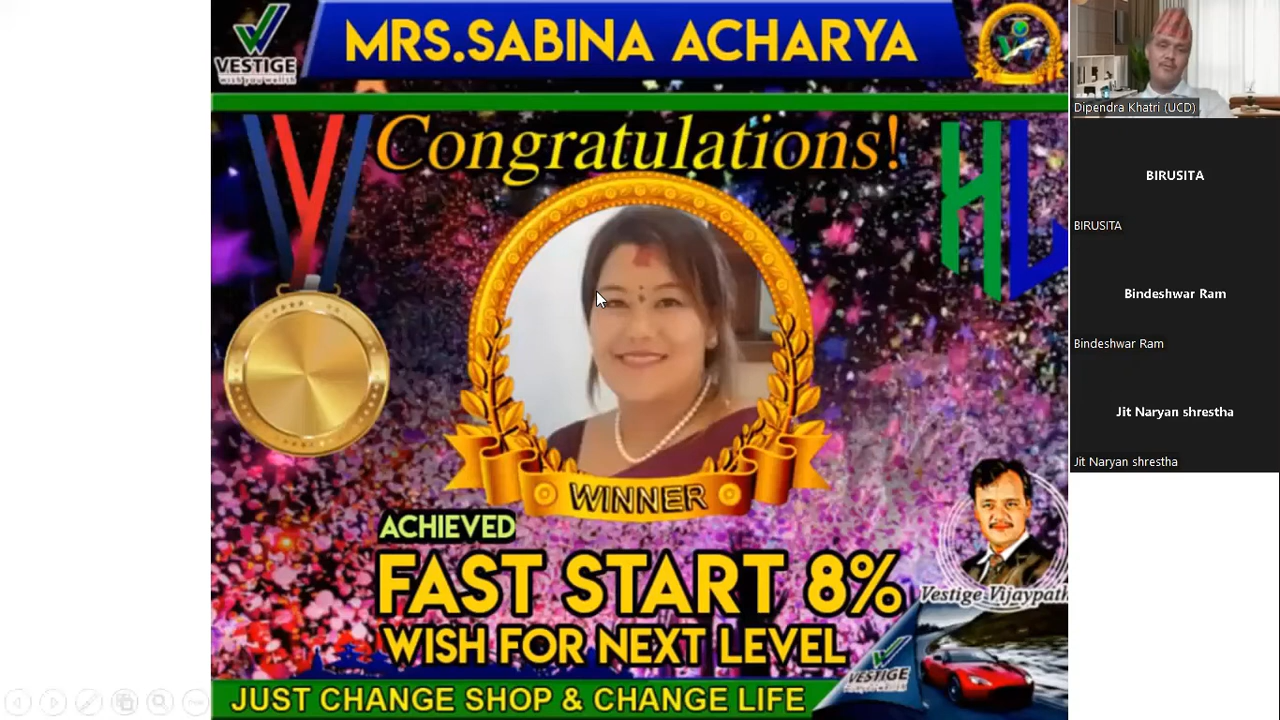 VESTIGE
MRS.SABINA ACHARYA
Congratulations!
WINNER
ACHIEVED
FAST START 8%
WISH FOR NEXT LEVEL
Vestige Vijaypath
VESTIGE
JUST CHANGE SHOP & CHANGE LIFE
Dipendra Khatri (UCD)
BIRUSITA
BIRUSITA
Bindeshwar Ram
Bindeshwar Ram
Jit Naryan shrestha
Jit Naryan shrestha